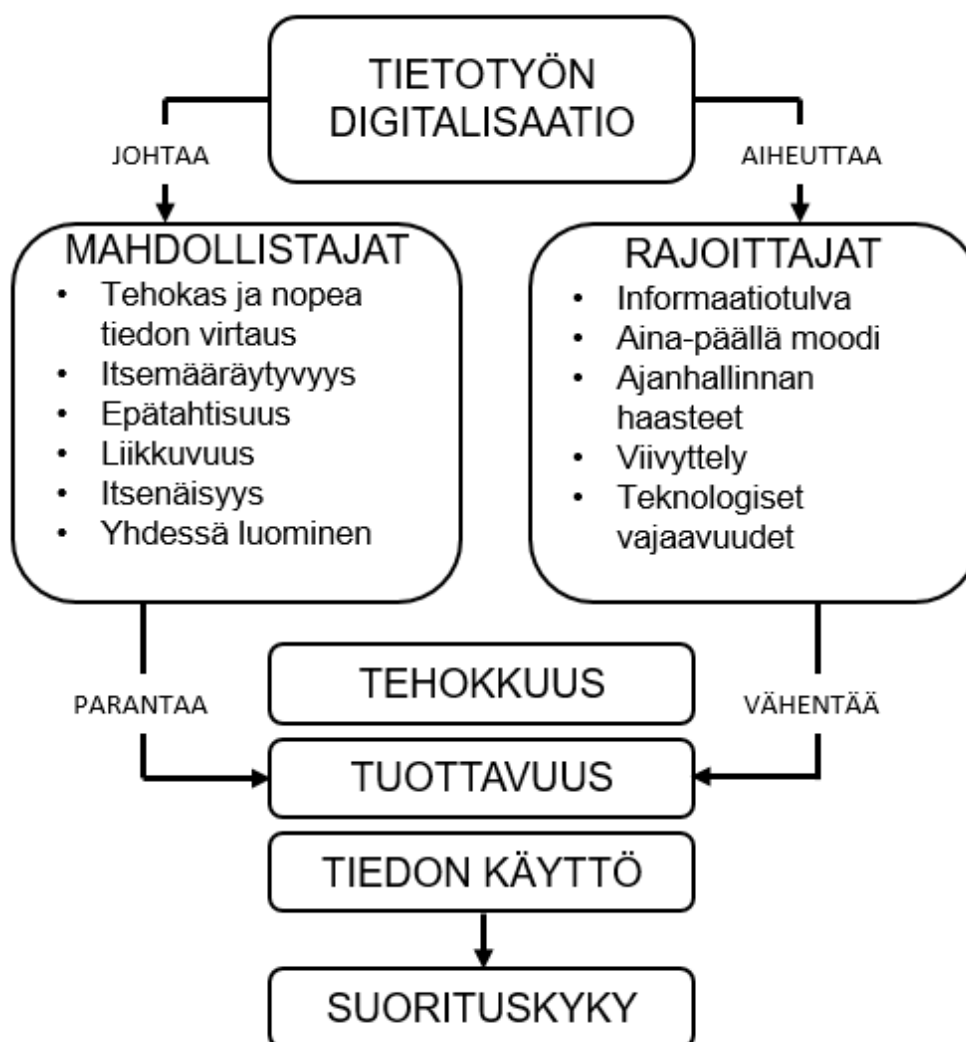 TIETOTYÖN
DIGITALISAATIO
JOHTAA
AIHEUTTAA
MAHDOLLISTAJAT
• Tehokas ja nopea
tiedon virtaus
• Itsemääräytyvyys
• Epätahtisuus
• Liikkuvuus
• Itsenäisyys
• Yhdessä luominen
RAJOITTAJAT
• Informaatiotulva
• Aina-päällä moodi
• Ajanhallinnan
haasteet
• Viivyttely
• Teknologiset
vajaavuudet
PARANTAA
VÄHENTÄÄ
TEHOKKUUS
TUOTTAVUUS
TIEDON KÄYTTÖ
SUORITUSKYKY